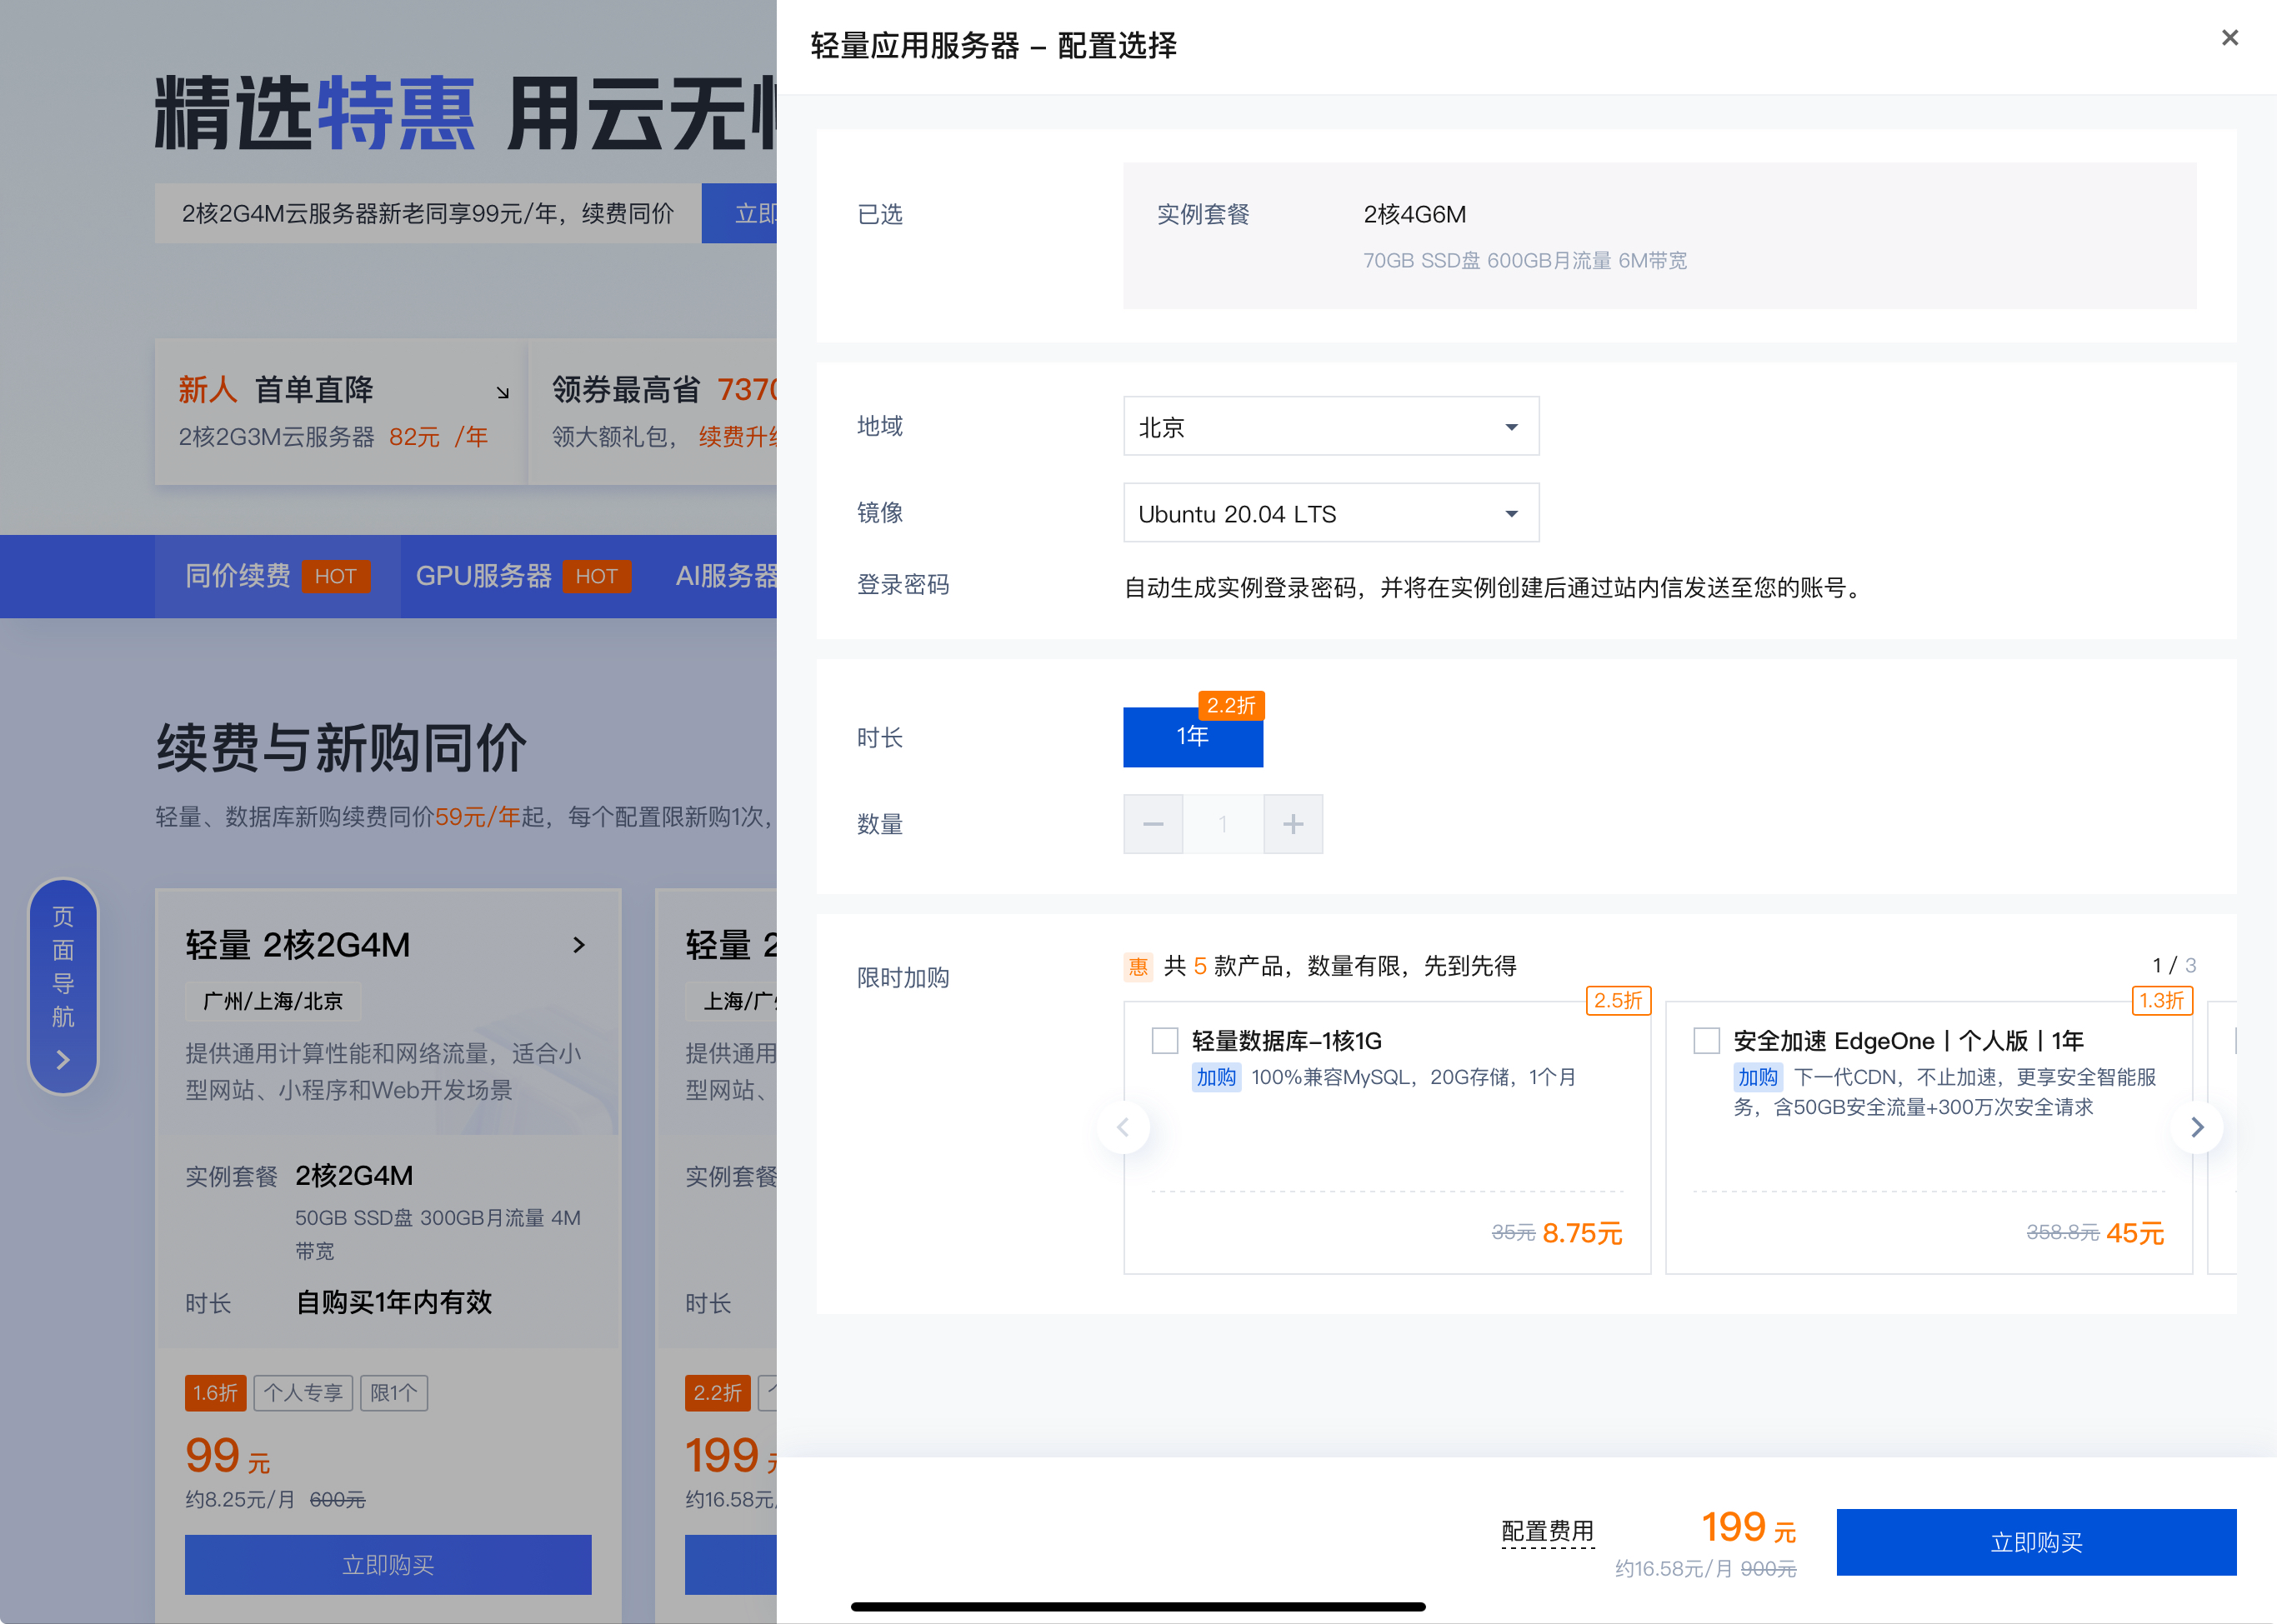 精选特惠 用云无
2核2G4M云服务器新老同享99元/年，续费同价
立即
新人 首单直降
2核2G3M云服务器 82元 /年
领券最高省 7370
领大额礼包， 续费升级
同价续费 HOT
GPU服务器 HOT
AI服务器
续费与新购同价
轻量、数据库新购续费同价59元/年起，每个配置限新购1次，
页面导航
轻量 2核2G4M
广州/上海/北京
提供通用计算性能和网络流量，适合小
型网站、小程序和Web开发场景
实例套餐 2核2G4M
50GB SSD盘 300GB月流量 4M
带宽
时长 自购买1年内有效
1.6折 个人专享 限1个
99 元
约8.25元/月 600元
立即购买
轻量 2
上海/广
提供通用
型网站、
实例套餐
时长
2.2折
199 元
约16.58元
轻量应用服务器 – 配置选择
已选
实例套餐 2核4G6M
70GB SSD盘 600GB月流量 6M带宽
地域 北京
镜像 Ubuntu 20.04 LTS
登录密码 自动生成实例登录密码，并将在实例创建后通过站内信发送至您的账号。
2.2折
时长 1年
数量 1
限时加购
惠 共 5 款产品，数量有限，先到先得
1 / 3
2.5折
轻量数据库–1核1G
加购 100%兼容MySQL，20G存储，1个月
35元 8.75元
1.3折
安全加速 EdgeOne | 个人版 | 1年
加购 下一代CDN，不止加速，更享安全智能服
务，含50GB安全流量+300万次安全请求
358.8元 45元
配置费用 199 元
约16.58元/月 900元
立即购买